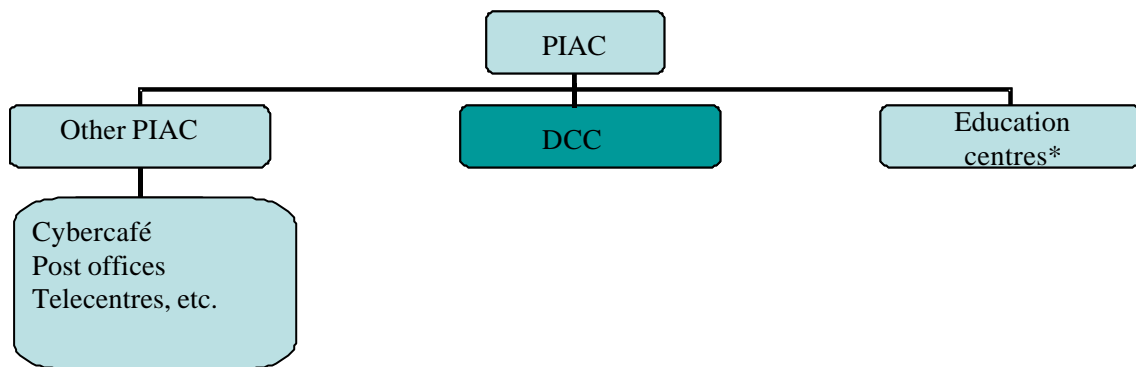 PIAC
Other PIAC
DCC
Education
centres*
Cybercafé
Post offices
Telecentres, etc.